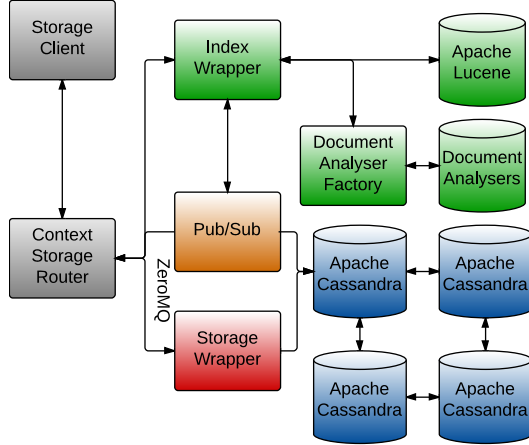 Storage
Client
Index
Wrapper
Apache
Lucene
Document
Analyser
Factory
Document
Analysers
Context
Storage
Router
Pub/Sub
ZeroMQ
Apache
Cassandra
Apache
Cassandra
Storage
Wrapper
Apache
Cassandra
Apache
Cassandra